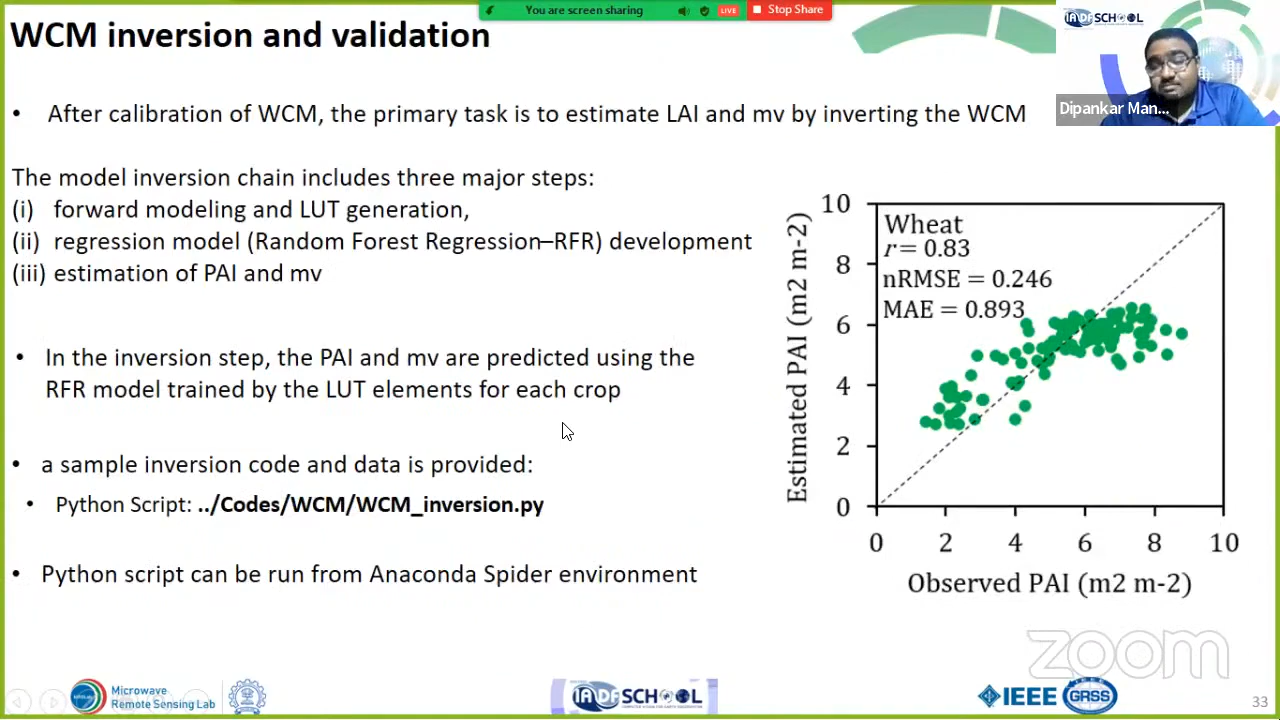 You are screen sharing
LIVE
Stop Share
WCM inversion and validation
IADFSCHOOL
Dipankar Man...
• After calibration of WCM, the primary task is to estimate LAI and mv by inverting the WCM
The model inversion chain includes three major steps:
(i) forward modeling and LUT generation,
(ii) regression model (Random Forest Regression–RFR) development
(iii) estimation of PAI and mv
• In the inversion step, the PAI and mv are predicted using the
RFR model trained by the LUT elements for each crop
• a sample inversion code and data is provided:
• Python Script: ../Codes/WCM/WCM_inversion.py
• Python script can be run from Anaconda Spider environment
Wheat
r = 0.83
nRMSE = 0.246
MAE = 0.893
Estimated PAI (m2 m-2)
10
8
6
4
2
0
0 2 4 6 8 10
Observed PAI (m2 m-2)
zoom
Microwave
Remote Sensing Lab
IADFSCHOOL
IEEE GRSS
33